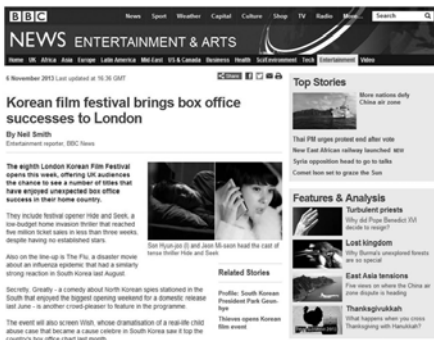 BBC News Sport Weather Capital Culture Shop TV Radio More... Search
NEWS ENTERTAINMENT & ARTS
Home UK Africa Asia Europe Latin America Mid-East US & Canada Business Health Sci/Environment Tech Entertainment Video
6 November 2013 Last updated at 16:36 GMT
Share
Korean film festival brings box office
successes to London
By Neil Smith
Entertainment reporter, BBC News
The eighth London Korean Film Festival
opens this week, offering UK audiences
the chance to see a number of titles that
have enjoyed unexpected box office
success in their home country.
They include festival opener Hide and Seek, a
low-budget home invasion thriller that reached
five million ticket sales in less than three weeks,
despite having no established stars.
Also on the line-up is The Flu, a disaster movie
about an influenza epidemic that had a similarly
strong reaction in South Korea last August.
Secretly, Greatly - a comedy about North Korean spies stationed in the
South that enjoyed the biggest opening weekend for a domestic release
last June - is another crowd-pleaser to feature in the programme.
The event will also screen Wish, whose dramatisation of a real-life child
abuse case that became a cause celebre in South Korea saw it top the
country's box office chart last month.
Son Hyun-joo (l) and Jeon Mi-seon head the cast of
tense thriller Hide and Seek
Related Stories
Profile: South Korean
President Park Geun-
hye
Thieves opens Korean
film event
Top Stories
More nations defy
China air zone
Thai PM urges protest end after vote
New East African railway launched NEW
Syria opposition head to go to talks
Comet Ison set to graze the Sun
Features & Analysis
Turbulent priests
Why did Pope Benedict XVI
decide to resign?
Lost kingdom
Why Burma's unexplored forests
are so special
East Asia tensions
Five views on where the China air
zone dispute is heading
Thanksgivukkah
What happens when you cross
Thanksgiving with Hanukkah?